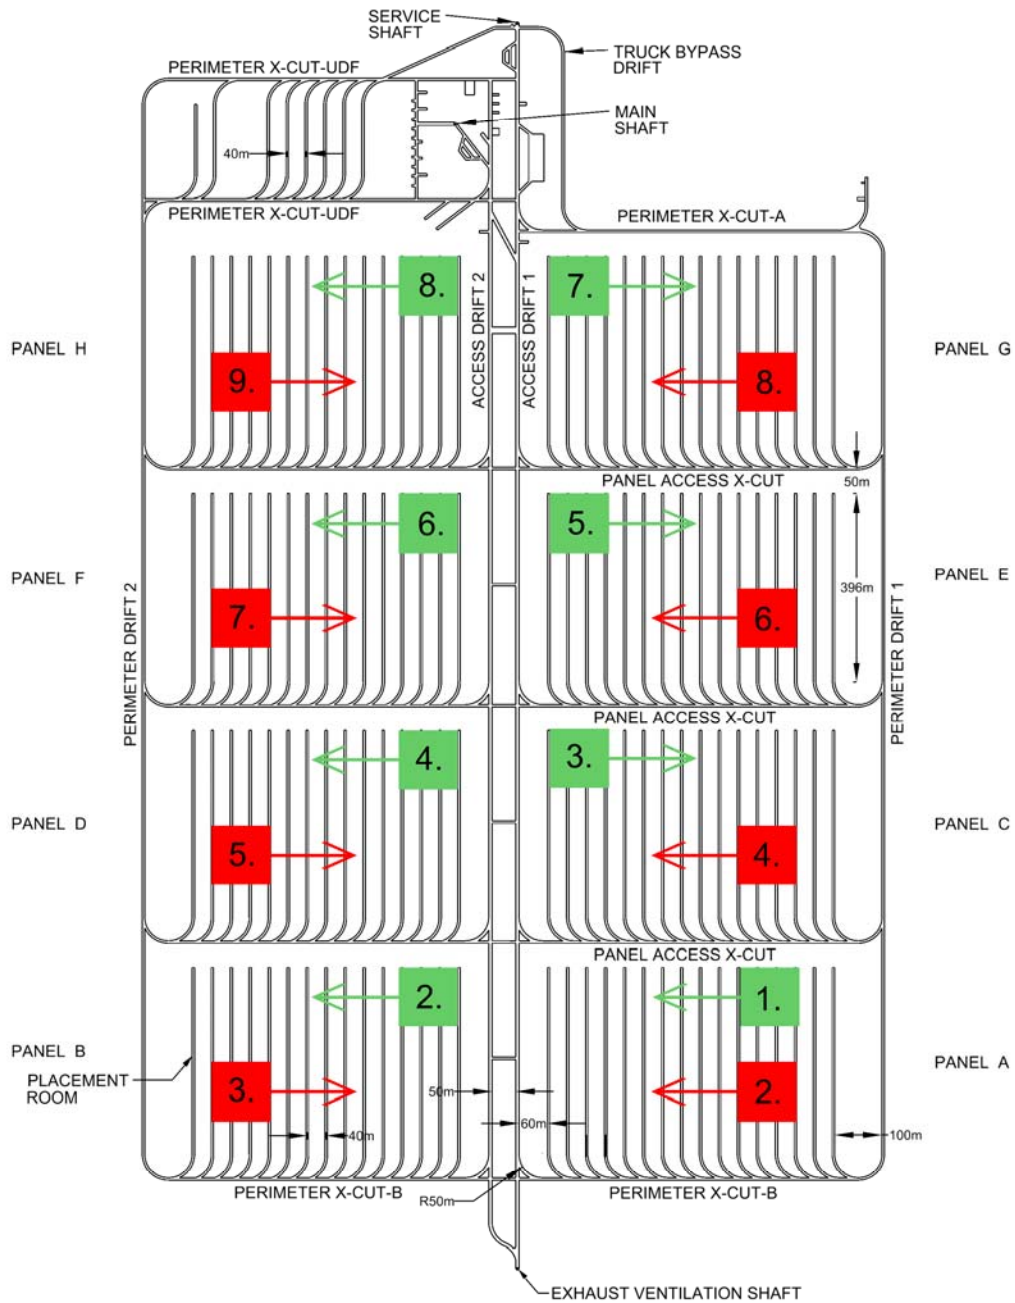 SERVICE
SHAFT
TRUCK BYPASS
DRIFT
PERIMETER X-CUT-UDF
MAIN
SHAFT
40m
PERIMETER X-CUT-UDF
PERIMETER X-CUT-A
8.
7.
ACCESS DRIFT 2
ACCESS DRIFT 1
PANEL H
PANEL G
9.
8.
PANEL ACCESS X-CUT
50m
6.
5.
PANEL F
PANEL E
396m
7.
6.
PERIMETER DRIFT 2
PERIMETER DRIFT 1
PANEL ACCESS X-CUT
4.
3.
PANEL D
PANEL C
5.
4.
PANEL ACCESS X-CUT
2.
1.
PANEL B
PANEL A
PLACEMENT
ROOM
3.
2.
50m
60m
40m
100m
PERIMETER X-CUT-B
R50m
PERIMETER X-CUT-B
EXHAUST VENTILATION SHAFT